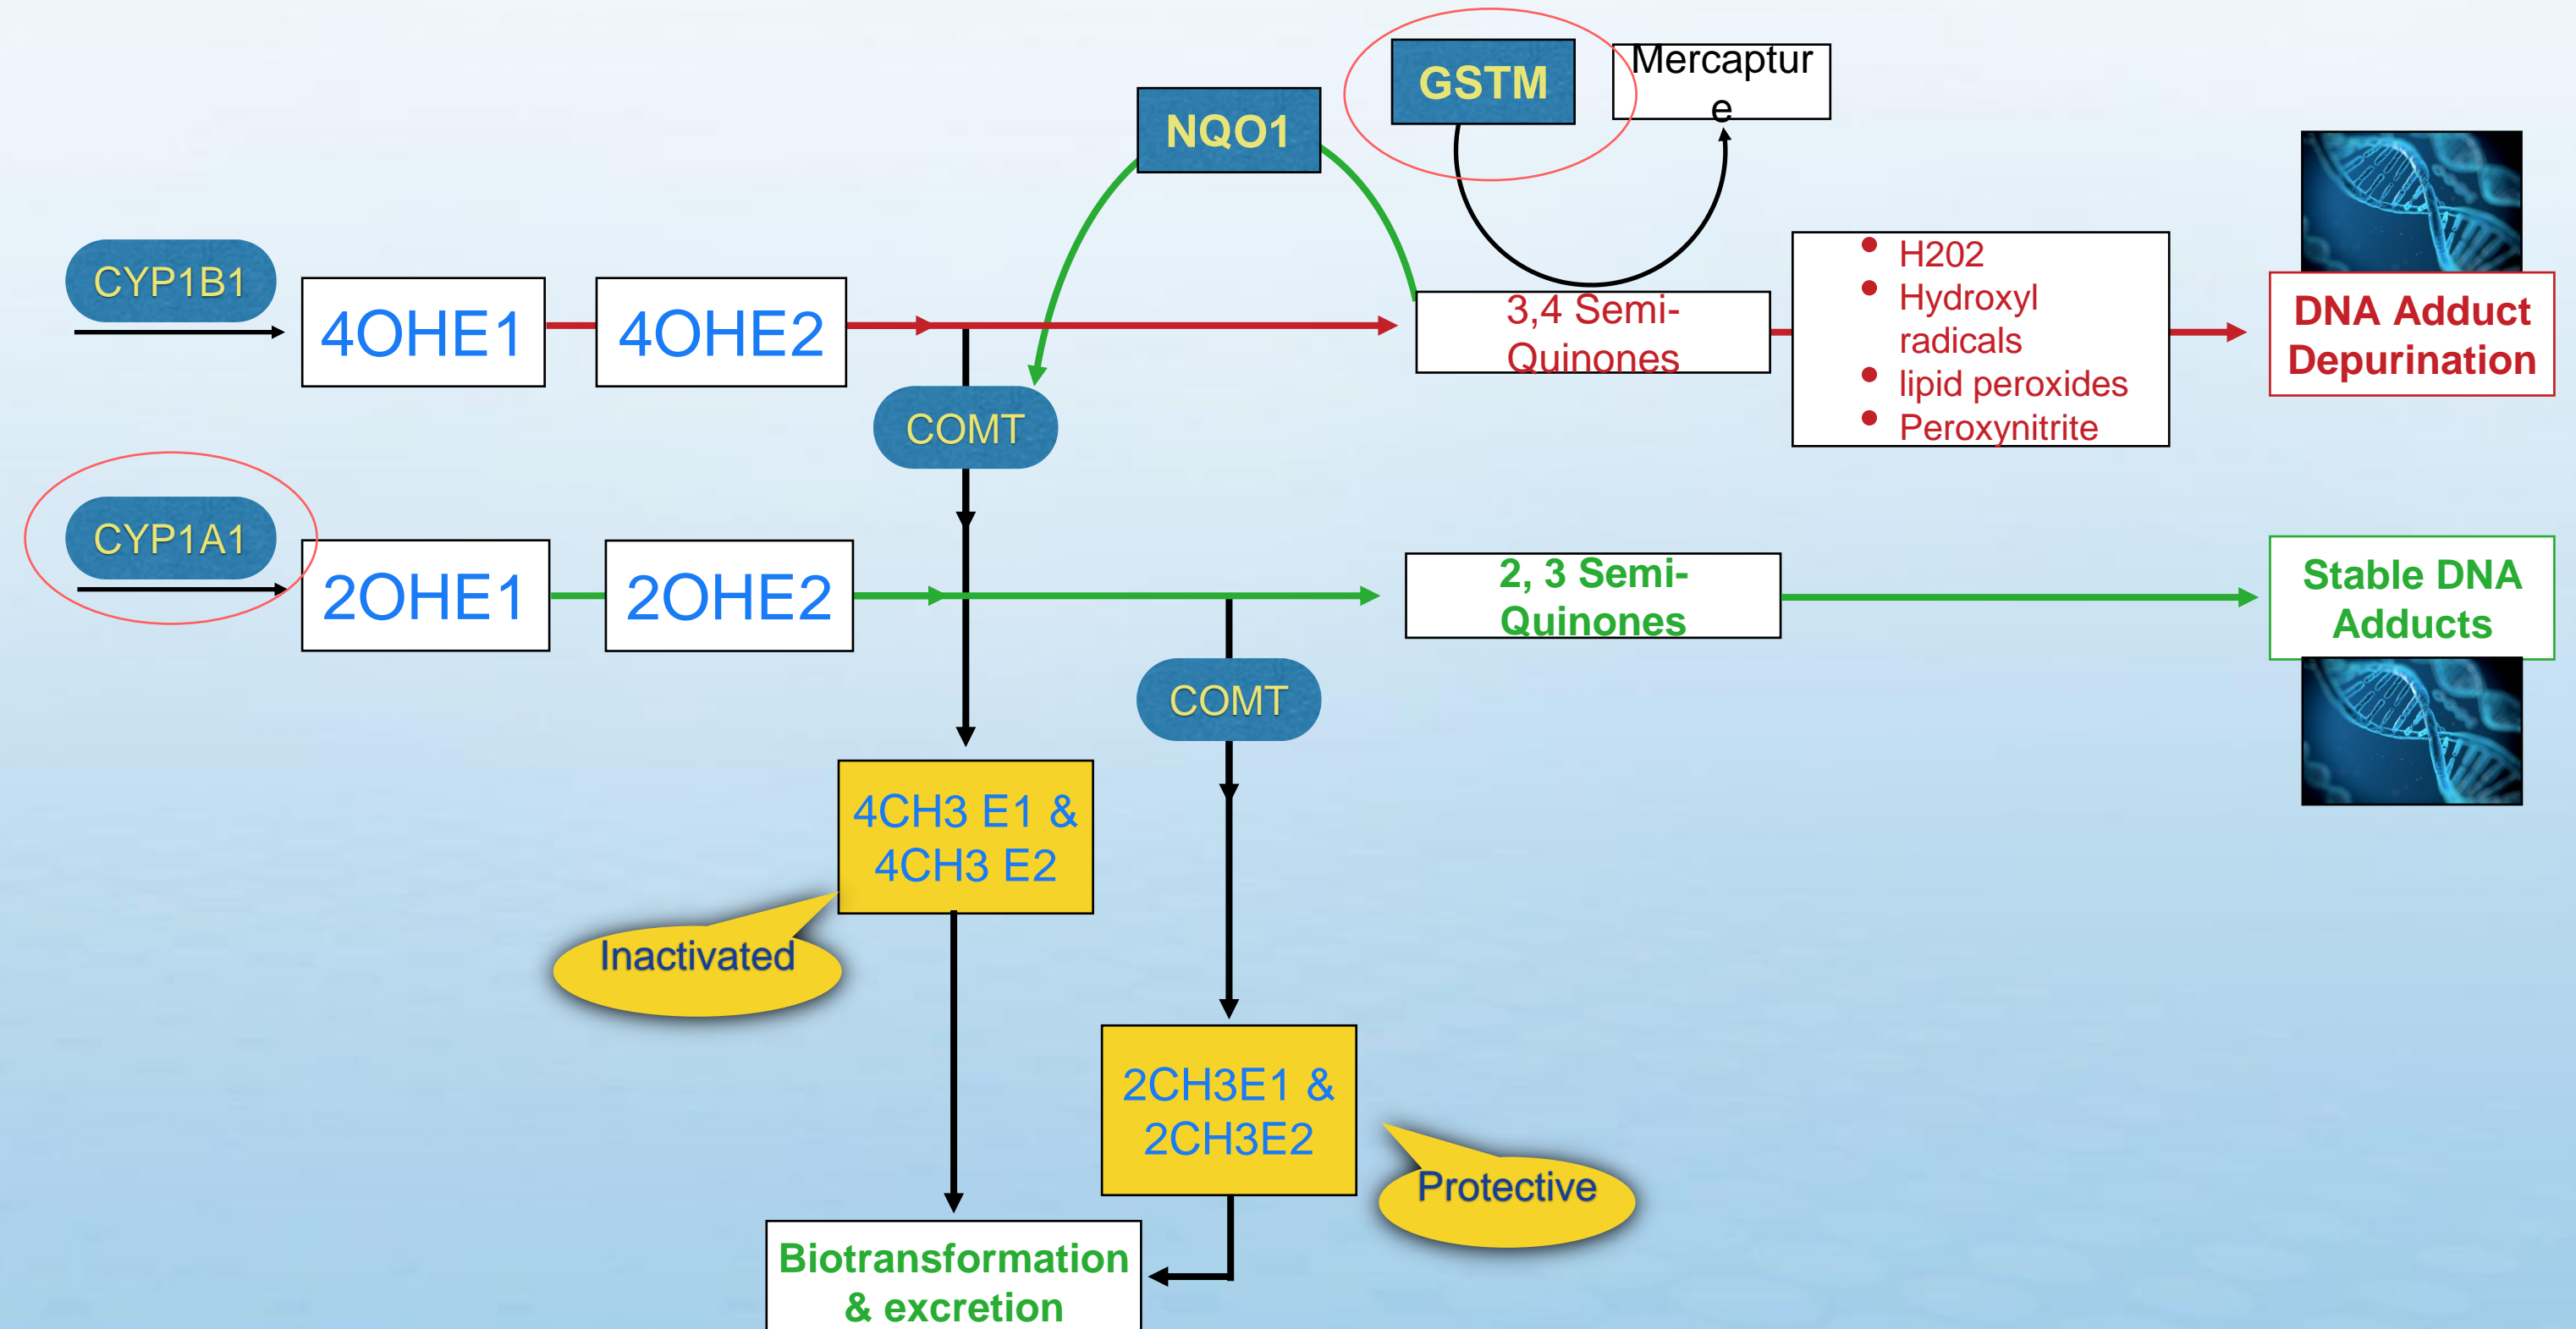 GSTM
Mercaptur
e
NQO1
CYP1B1
4OHE1
4OHE2
3,4 Semi-
Quinones
H202
Hydroxyl
radicals
lipid peroxides
Peroxynitrite
DNA Adduct
Depurination
COMT
CYP1A1
2OHE1
2OHE2
2, 3 Semi-
Quinones
Stable DNA
Adducts
COMT
4CH3 E1 &
4CH3 E2
Inactivated
2CH3E1 &
2CH3E2
Protective
Biotransformation
& excretion